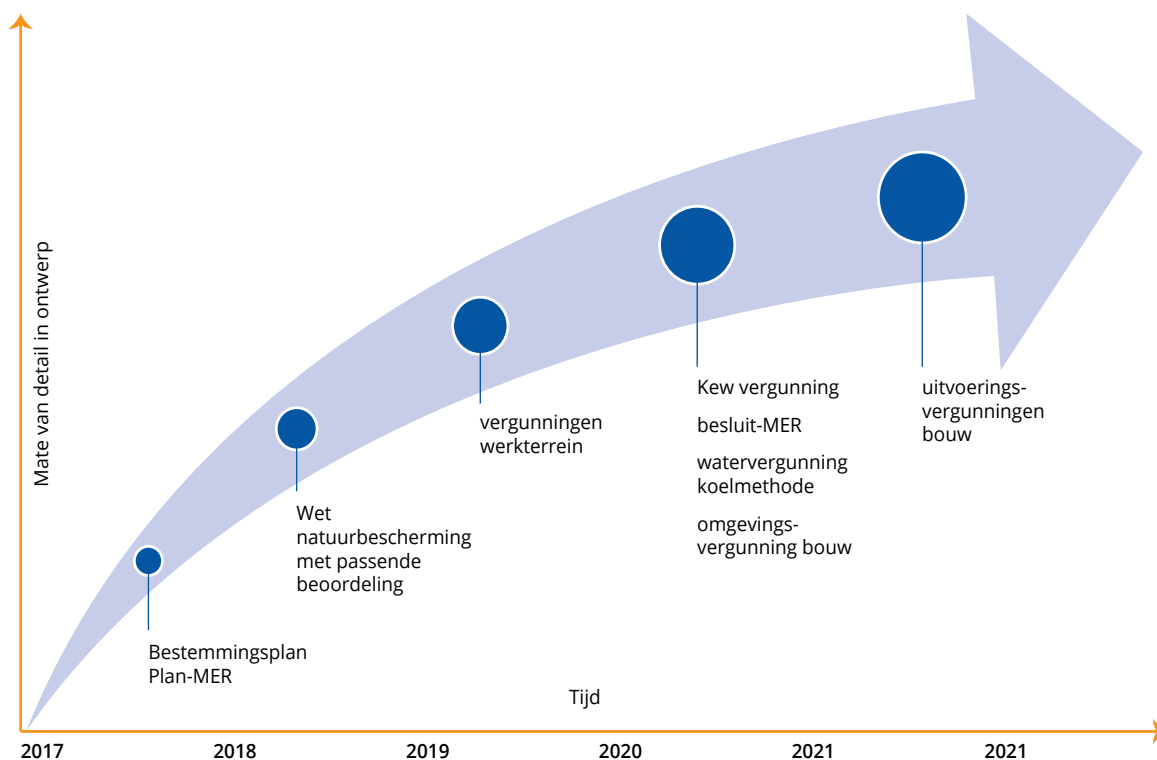 Mate van detail in ontwerp
Bestemmingsplan
Plan-MER
Wet
natuurbescherming
met passende
beoordeling
vergunningen
werkterrein
Kew vergunning
besluit-MER
watervergunning
koelmethode
omgevings-
vergunning bouw
uitvoerings-
vergunningen
bouw
Tijd
2017
2018
2019
2020
2021
2021